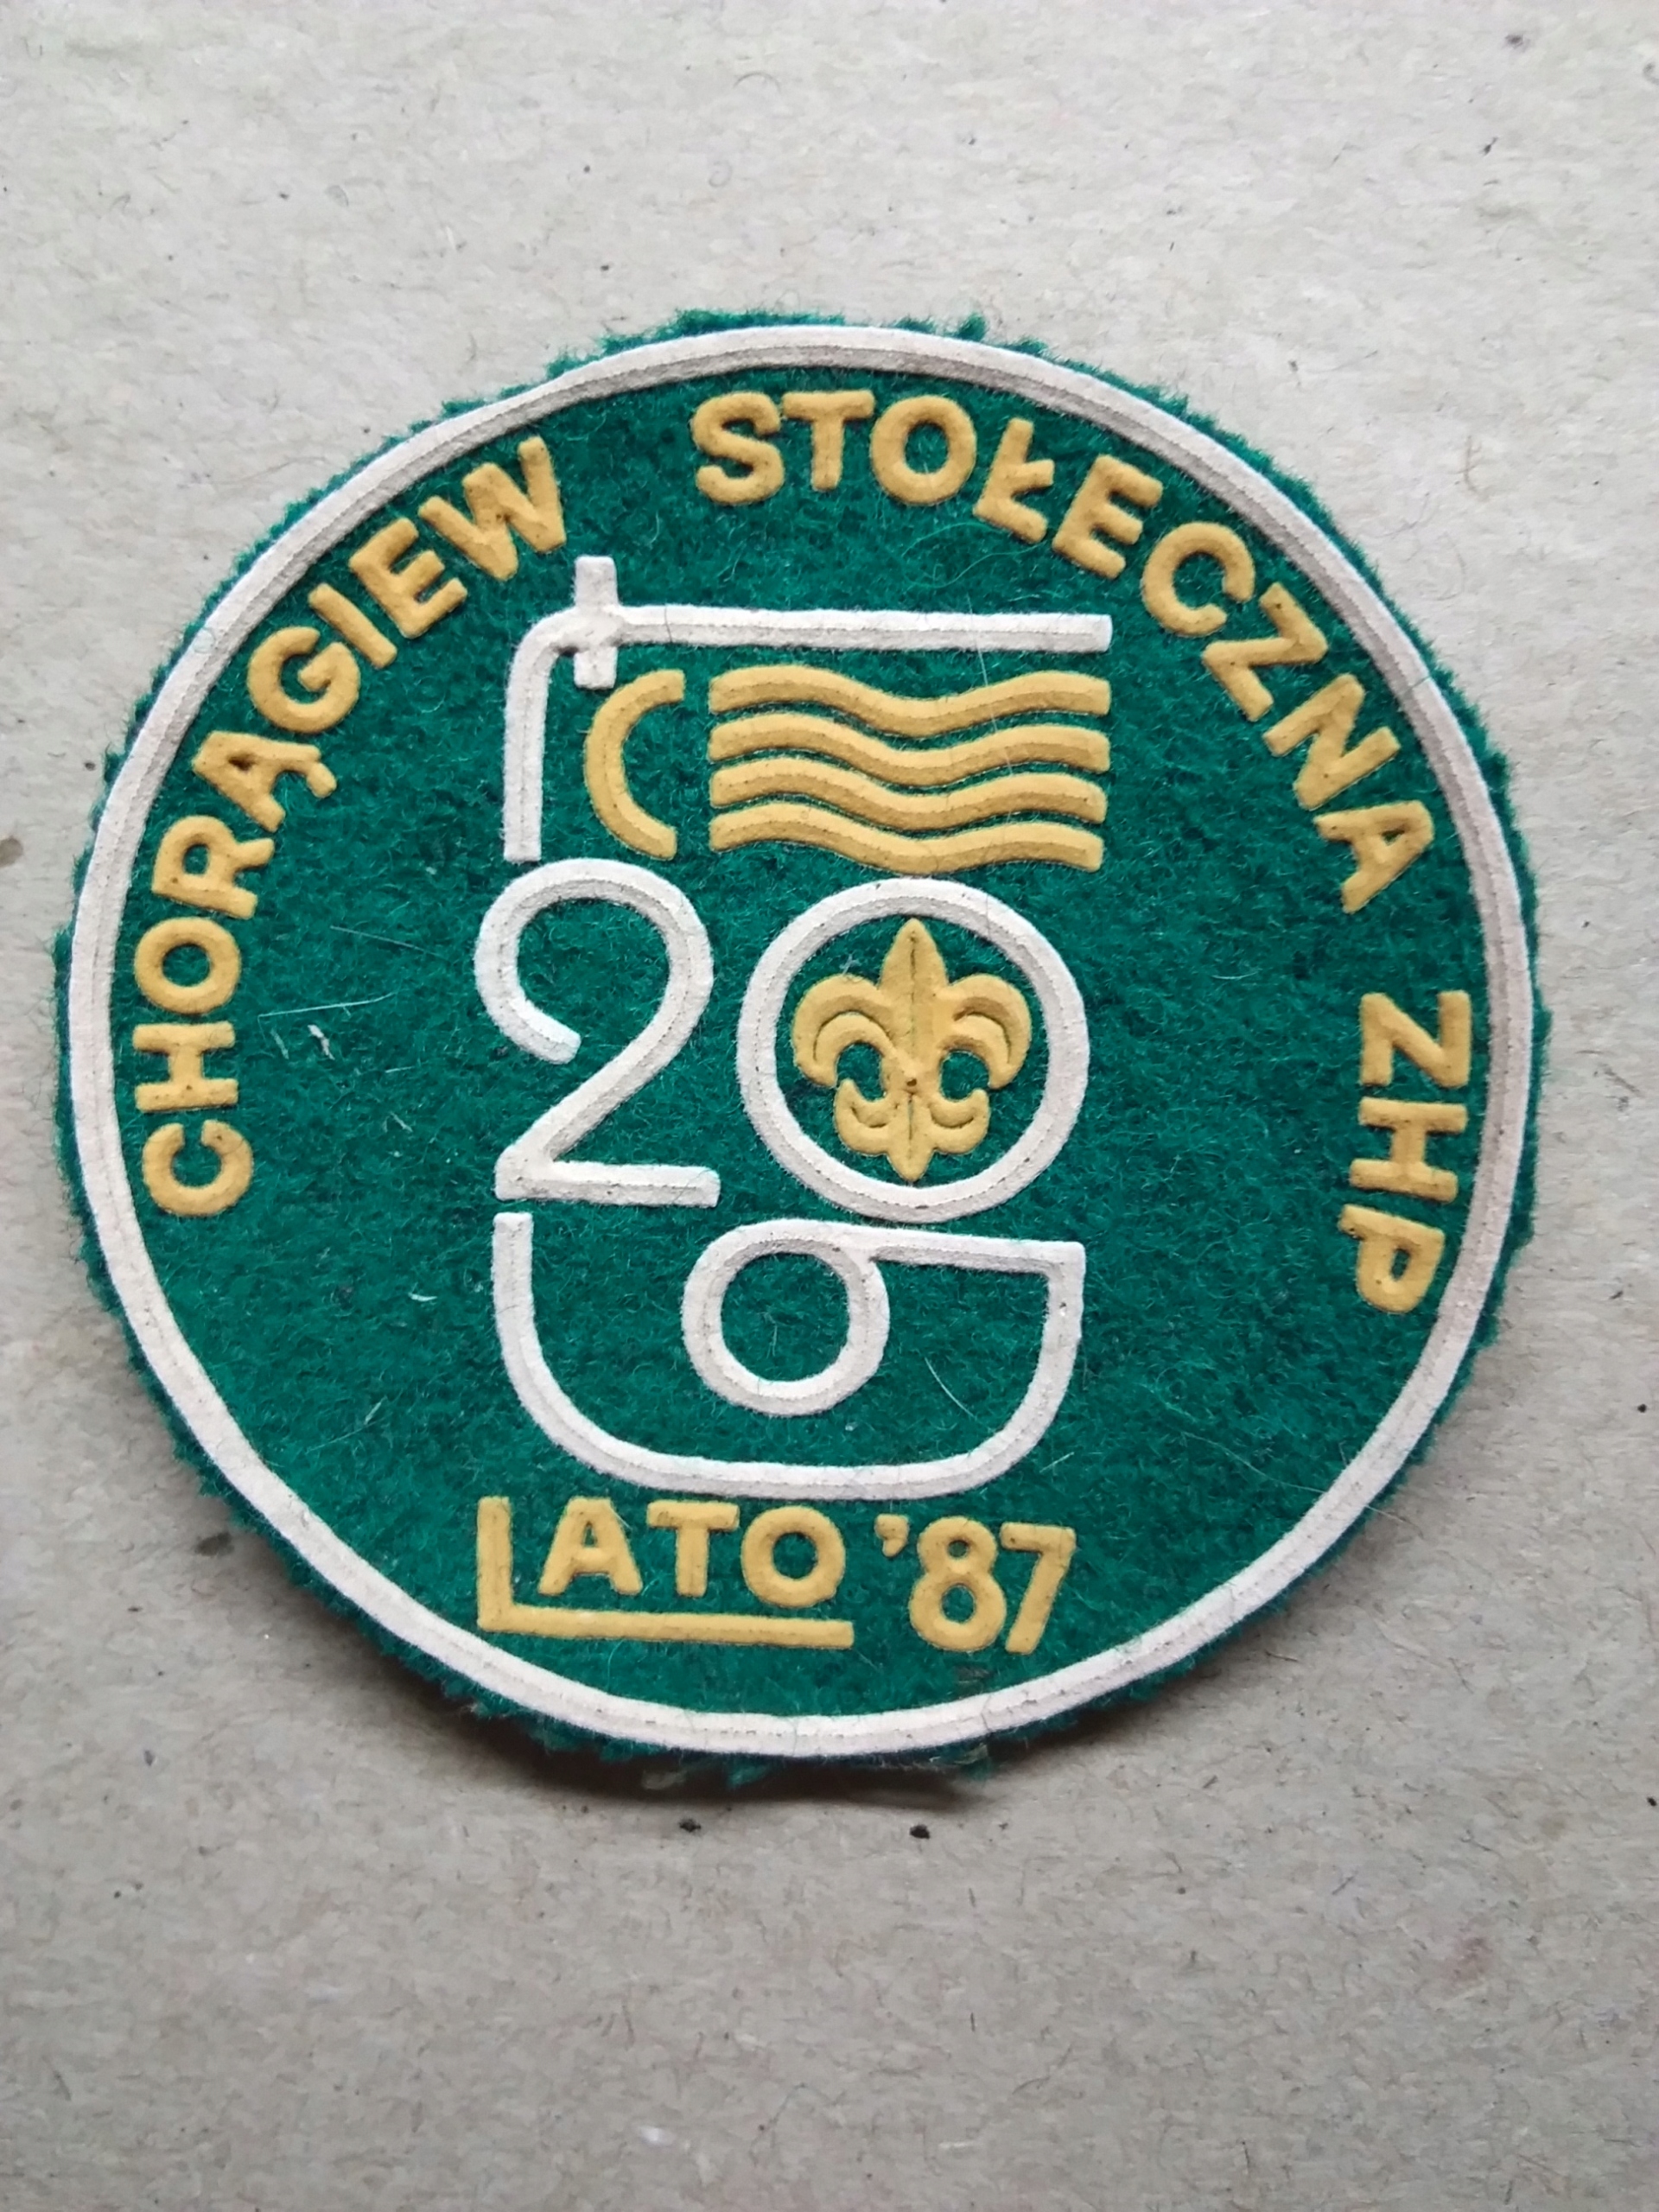 CHORĄGIEW STOŁECZNA ZHP
20
LATO '87